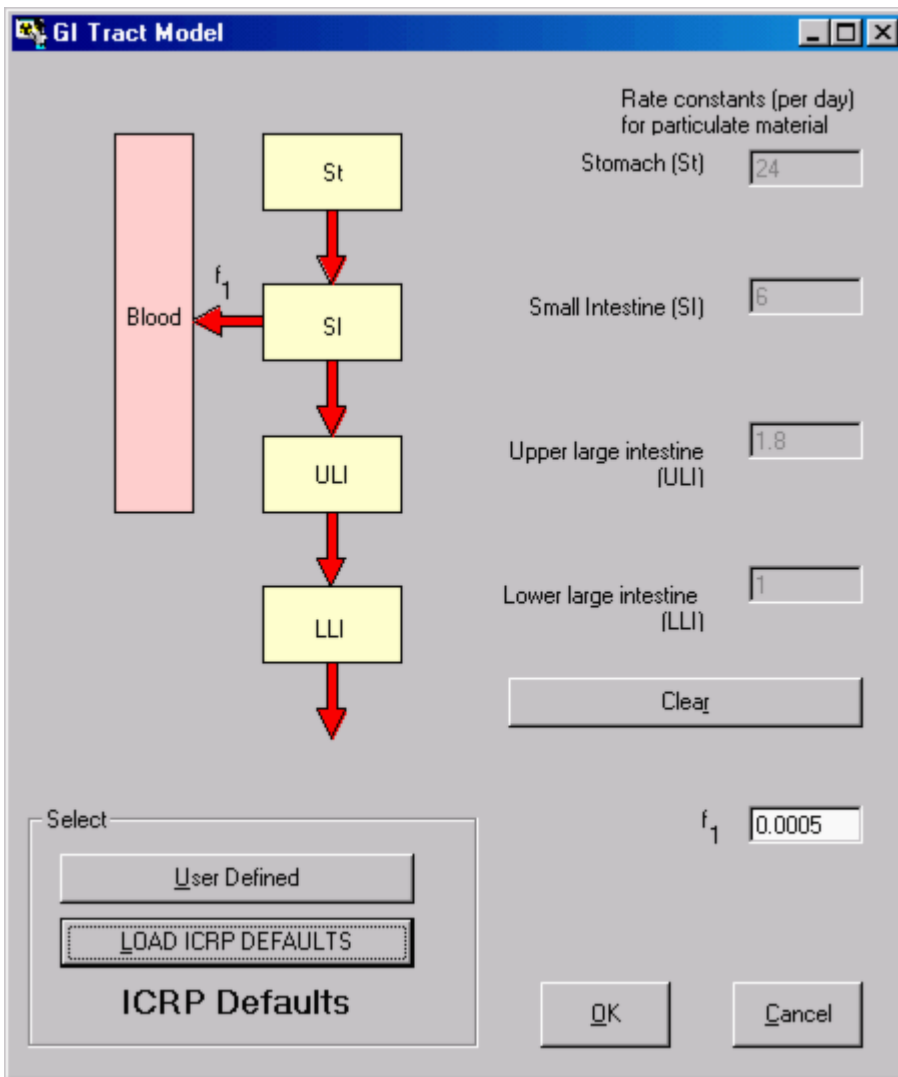 GI Tract Model
Rate constants (per day)
for particulate material
St
Stomach (St)
24
f1
Blood
SI
Small Intestine (SI)
6
ULI
Upper large intestine
(ULI)
1.8
LLI
Lower large intestine
(LLI)
1
Clear
Select
f1
0.0005
User Defined
LOAD ICRP DEFAULTS
ICRP Defaults
OK
Cancel